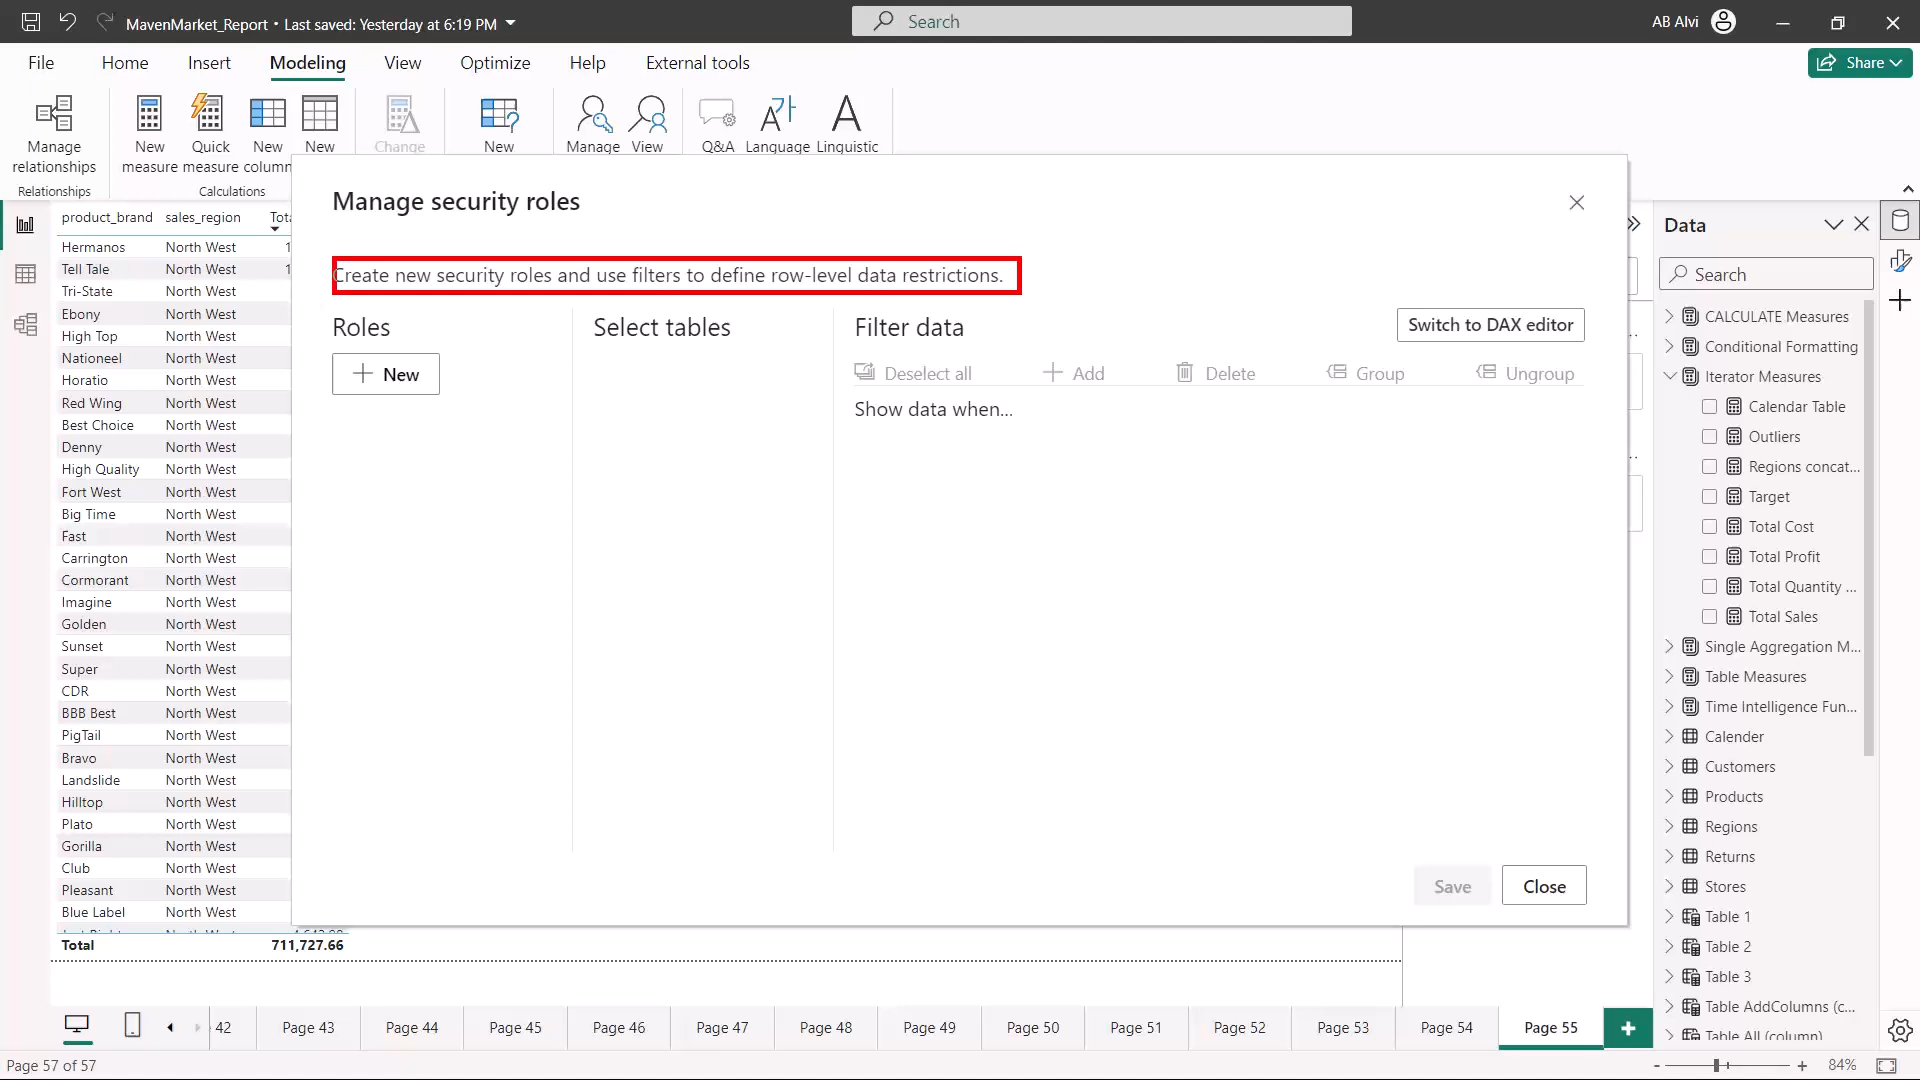 MavenMarket_Report • Last saved: Yesterday at 6:19 PM
Search
AB Alvi
File Home Insert Modeling View Optimize Help External tools
Share
Manage relationships
New measure
Quick measure
New column
New
Change
New
Manage
View
Q&A
Language
Linguistic
Relationships
Calculations
Manage security roles
Create new security roles and use filters to define row-level data restrictions.
Roles
New
Select tables
Filter data
Switch to DAX editor
Deselect all Add Delete Group Ungroup
Show data when...
Save
Close
product_brand sales_region Tota
Hermanos North West 1
Tell Tale North West 1
Tri-State North West
Ebony North West
High Top North West
Nationeel North West
Horatio North West
Red Wing North West
Best Choice North West
Denny North West
High Quality North West
Fort West North West
Big Time North West
Fast North West
Carrington North West
Cormorant North West
Imagine North West
Golden North West
Sunset North West
Super North West
CDR North West
BBB Best North West
PigTail North West
Bravo North West
Landslide North West
Hilltop North West
Plato North West
Gorilla North West
Club North West
Pleasant North West
Blue Label North West
Total 711,727.66
Data
Search
CALCULATE Measures
Conditional Formatting
Iterator Measures
Calendar Table
Outliers
Regions concat...
Target
Total Cost
Total Profit
Total Quantity ...
Total Sales
Single Aggregation M...
Table Measures
Time Intelligence Fun...
Calender
Customers
Products
Regions
Returns
Stores
Table 1
Table 2
Table 3
Table AddColumns (c...
Table All (column)
42 Page 43 Page 44 Page 45 Page 46 Page 47 Page 48 Page 49 Page 50 Page 51 Page 52 Page 53 Page 54 Page 55
Page 57 of 57
84%